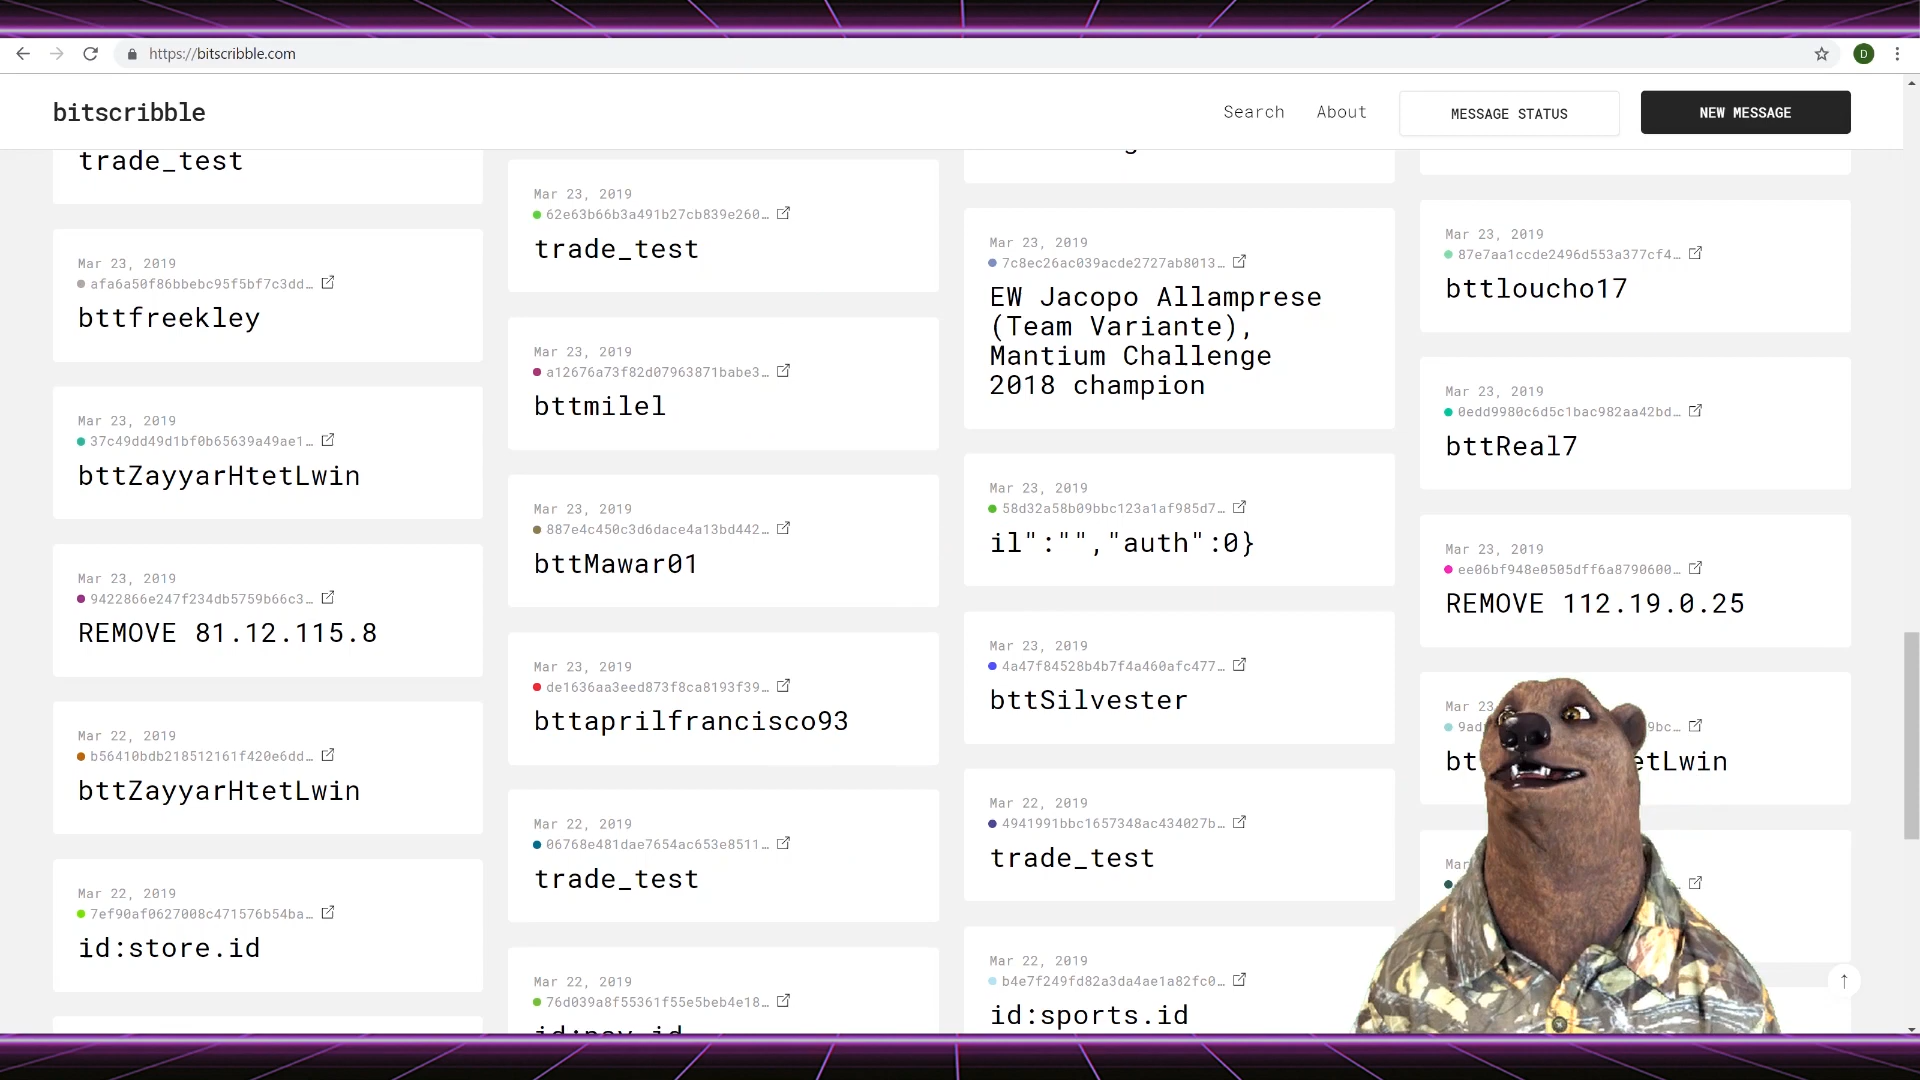 https://bitscribble.com
D
bitscribble
Search
About
MESSAGE STATUS
NEW MESSAGE
trade_test
Mar 23, 2019
afa6a50f86bbebc95f5bf7c3dd…
bttfreekley
Mar 23, 2019
37c49dd49d1bf0b65639a49ae1…
bttZayyarHtetLwin
Mar 23, 2019
9422866e247f234db5759b66c3…
REMOVE 81.12.115.8
Mar 22, 2019
b56410bdb218512161f420e6dd…
bttZayyarHtetLwin
Mar 22, 2019
7ef90af0627008c471576b54ba…
id:store.id
Mar 23, 2019
62e63b66b3a491b27cb839e260…
trade_test
Mar 23, 2019
a12676a73f82d07963871babe3…
bttmilel
Mar 23, 2019
887e4c450c3d6dace4a13bd442…
bttMawar01
Mar 23, 2019
de1636aa3eed873f8ca8193f39…
bttaprilfrancisco93
Mar 22, 2019
06768e481dae7654ac653e8511…
trade_test
Mar 22, 2019
76d039a8f55361f55e5beb4e18…
Mar 23, 2019
7c8ec26ac039acde2727ab8013…
EW Jacopo Allamprese
(Team Variante),
Mantium Challenge
2018 champion
Mar 23, 2019
58d32a58b09bbc123a1af985d7…
il":"","auth":0}
Mar 23, 2019
4a47f84528b4b7f4a460afc477…
bttSilvester
Mar 22, 2019
4941991bbc1657348ac434027b…
trade_test
Mar 22, 2019
b4e7f249fd82a3da4ae1a82fc0…
id:sports.id
Mar 23, 2019
87e7aa1ccde2496d553a377cf4…
bttloucho17
Mar 23, 2019
0edd9980c6d5c1bac982aa42bd…
bttReal7
Mar 23, 2019
ee06bf948e0505dff6a8790600…
REMOVE 112.19.0.25
Mar 23
bt etLwin
Mar